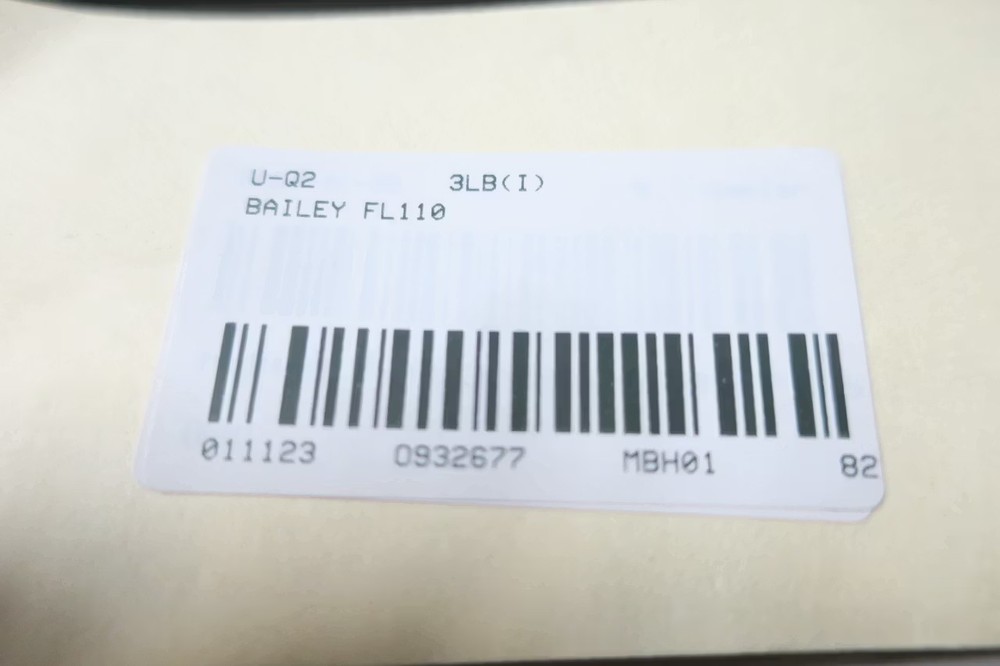 U-Q2 3LB(I)
BAILEY FL110
011123 0932677 MBH01 82